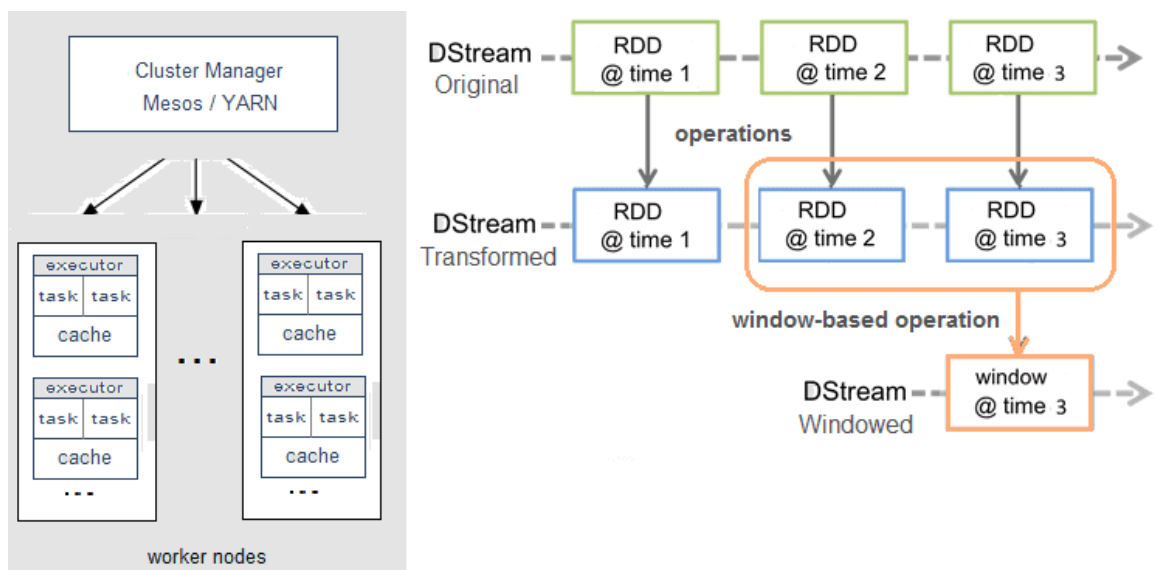 Cluster Manager
Mesos / YARN
executor
task task
cache
executor
task task
cache
...
...
executor
task task
cache
executor
task task
cache
...
worker nodes
DStream
Original
RDD
@ time 1
RDD
@ time 2
RDD
@ time 3
operations
DStream
Transformed
RDD
@ time 1
RDD
@ time 2
RDD
@ time 3
window-based operation
DStream
Windowed
window
@ time 3